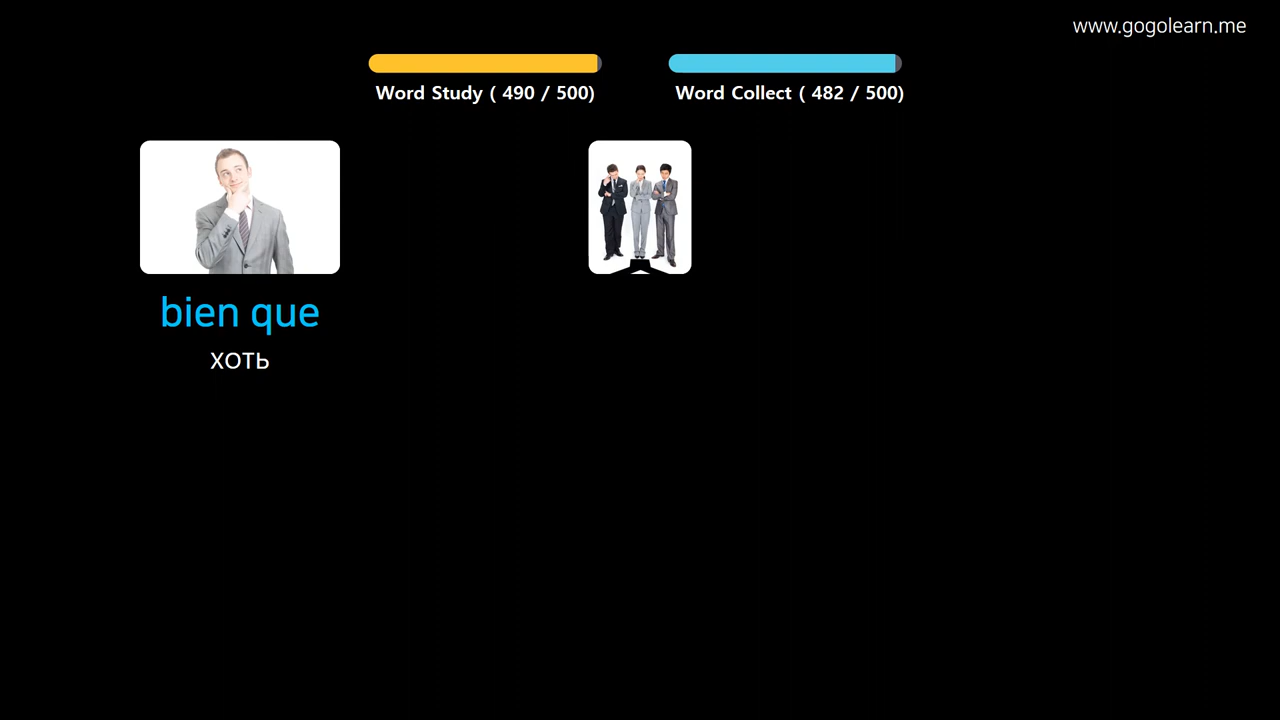 www.gogolearn.me
Word Study ( 490 / 500)
Word Collect ( 482 / 500)
bien que
хоть